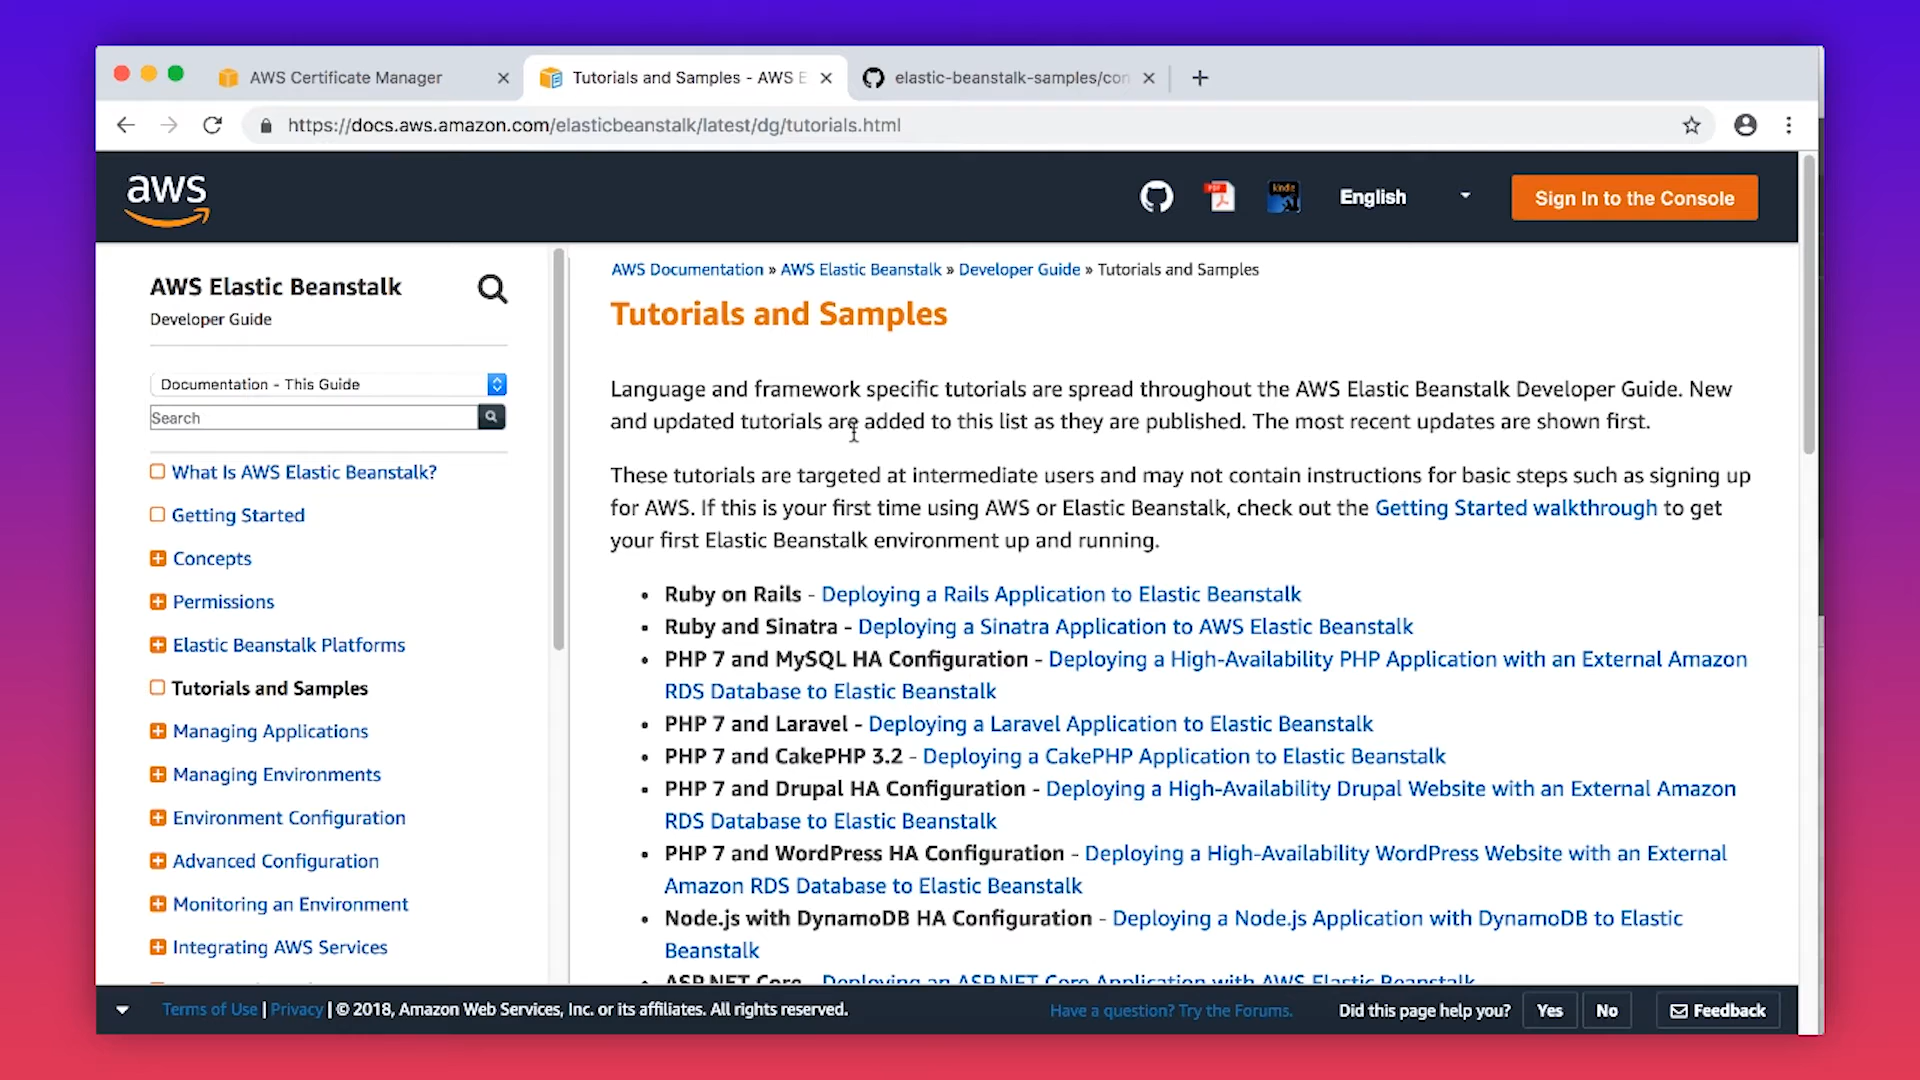 AWS Certificate Manager
Tutorials and Samples - AWS E
elastic-beanstalk-samples/con
https://docs.aws.amazon.com/elasticbeanstalk/latest/dg/tutorials.html
aws
PDF
kindle
English
Sign In to the Console
AWS Elastic Beanstalk
Developer Guide
Documentation - This Guide
Search
What Is AWS Elastic Beanstalk?
Getting Started
Concepts
Permissions
Elastic Beanstalk Platforms
Tutorials and Samples
Managing Applications
Managing Environments
Environment Configuration
Advanced Configuration
Monitoring an Environment
Integrating AWS Services
AWS Documentation » AWS Elastic Beanstalk » Developer Guide » Tutorials and Samples
Tutorials and Samples
Language and framework specific tutorials are spread throughout the AWS Elastic Beanstalk Developer Guide. New
and updated tutorials are added to this list as they are published. The most recent updates are shown first.
These tutorials are targeted at intermediate users and may not contain instructions for basic steps such as signing up
for AWS. If this is your first time using AWS or Elastic Beanstalk, check out the Getting Started walkthrough to get
your first Elastic Beanstalk environment up and running.
• Ruby on Rails - Deploying a Rails Application to Elastic Beanstalk
• Ruby and Sinatra - Deploying a Sinatra Application to AWS Elastic Beanstalk
• PHP 7 and MySQL HA Configuration - Deploying a High-Availability PHP Application with an External Amazon
RDS Database to Elastic Beanstalk
• PHP 7 and Laravel - Deploying a Laravel Application to Elastic Beanstalk
• PHP 7 and CakePHP 3.2 - Deploying a CakePHP Application to Elastic Beanstalk
• PHP 7 and Drupal HA Configuration - Deploying a High-Availability Drupal Website with an External Amazon
RDS Database to Elastic Beanstalk
• PHP 7 and WordPress HA Configuration - Deploying a High-Availability WordPress Website with an External
Amazon RDS Database to Elastic Beanstalk
• Node.js with DynamoDB HA Configuration - Deploying a Node.js Application with DynamoDB to Elastic
Beanstalk
• ASP.NET Core - Deploying an ASP.NET Core Application with AWS Elastic Beanstalk
Terms of Use | Privacy | © 2018, Amazon Web Services, Inc. or its affiliates. All rights reserved.
Have a question? Try the Forums.
Did this page help you?
Yes
No
Feedback